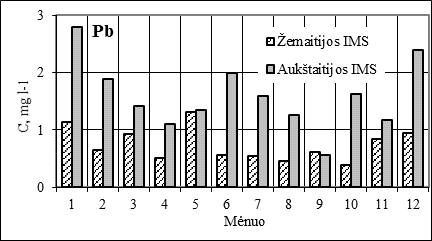 Pb
Žemaitijos IMS
Aukštaitijos IMS
C, mg l-1
3
2
1
0
1 2 3 4 5 6 7 8 9 10 11 12
Mėnuo